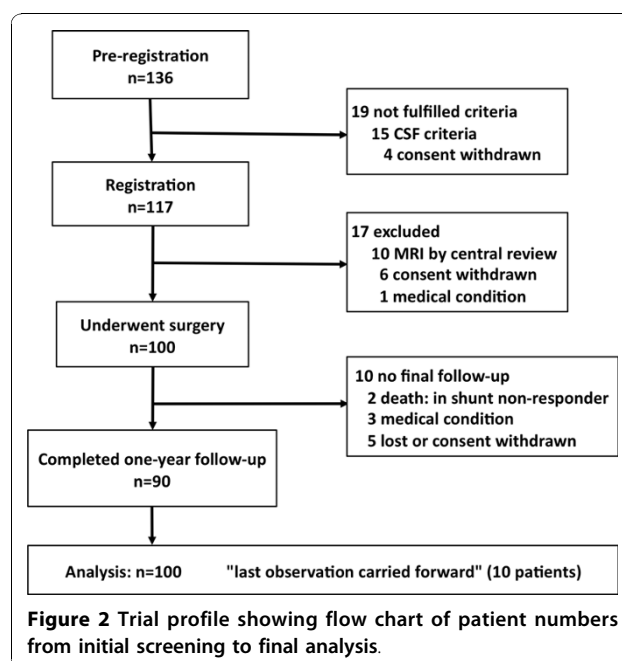 Pre-registration
n=136
19 not fulfilled criteria
15 CSF criteria
4 consent withdrawn
Registration
n=117
17 excluded
10 MRI by central review
6 consent withdrawn
1 medical condition
Underwent surgery
n=100
10 no final follow-up
2 death: in shunt non-responder
3 medical condition
5 lost or consent withdrawn
Completed one-year follow-up
n=90
Analysis: n=100 "last observation carried forward" (10 patients)
Figure 2 Trial profile showing flow chart of patient numbers
from initial screening to final analysis.